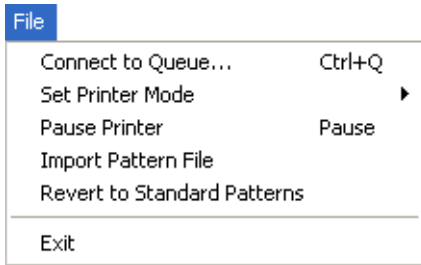 File
Connect to Queue... Ctrl+Q
Set Printer Mode
Pause Printer Pause
Import Pattern File
Revert to Standard Patterns
Exit